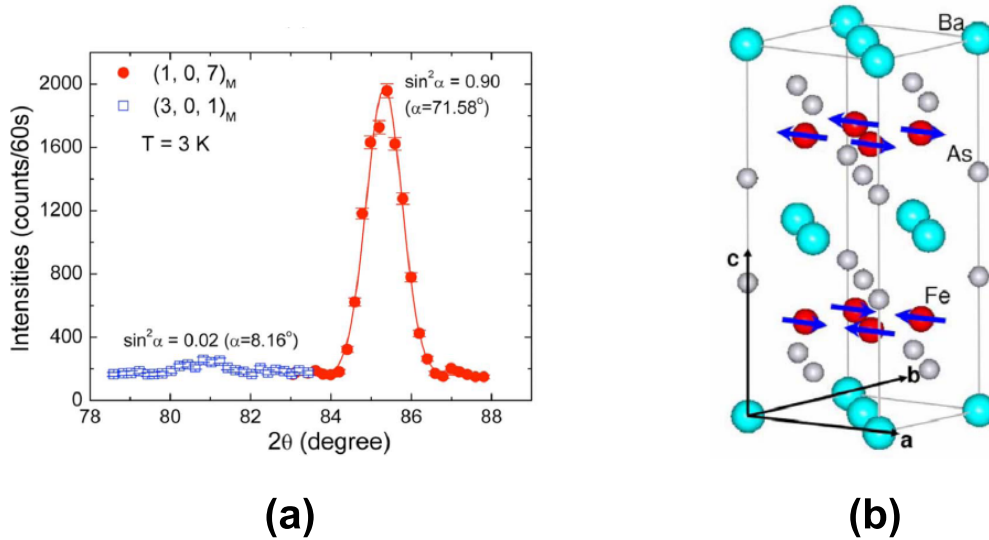 2000
1600
1200
800
400
0
78
80
82
84
86
88
Intensities (counts/60s)
2θ (degree)
(1, 0, 7)M
(3, 0, 1)M
T = 3 K
sin²α = 0.90
(α=71.58°)
sin²α = 0.02 (α=8.16°)
(a)
Ba
As
Fe
c
b
a
(b)